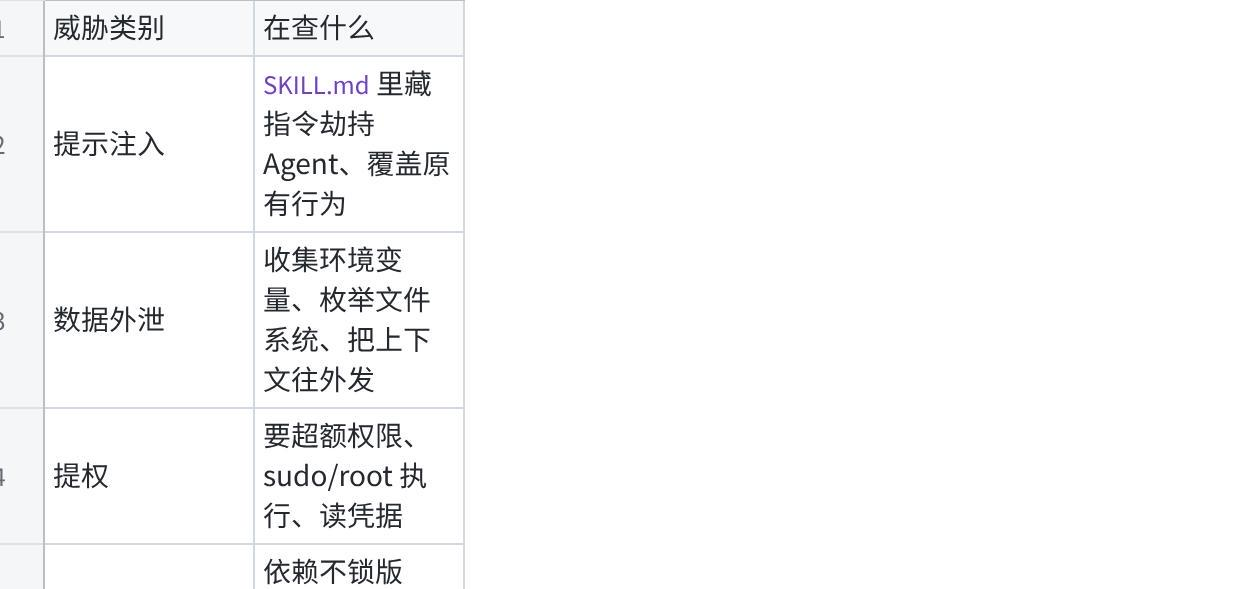 1 威胁类别 在查什么
SKILL.md 里藏
指令劫持
2 提示注入
Agent、覆盖原
有行为
收集环境变
量、枚举文件
3 数据外泄
系统、把上下
文往外发
要超额权限、
4 提权 sudo/root 执
行、读凭据
依赖不锁版